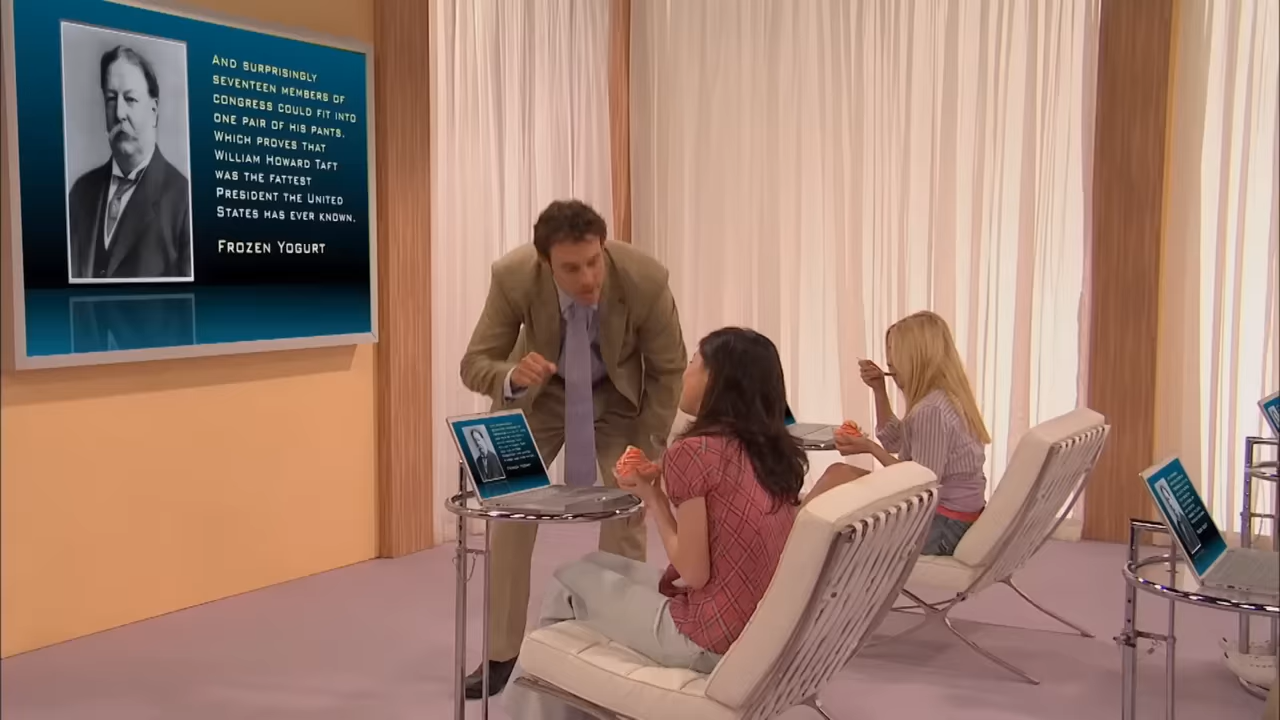 And surprisingly
seventeen members of
Congress could fit into
one pair of his pants.
Which proves that
William Howard Taft
was the fattest
President the United
States has ever known.
Frozen Yogurt